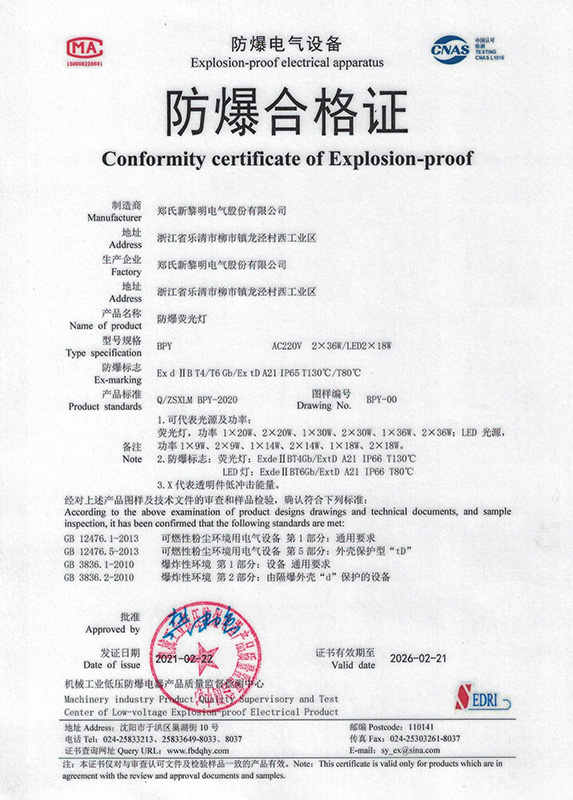 MA
150008220691
防爆电气设备
Explosion-proof electrical apparatus
CNAS
中国认可
检测
TESTING
CNAS L1016
防爆合格证
Conformity certificate of Explosion-proof
制造商 郑氏新黎明电气股份有限公司
Manufacturer
地址 浙江省乐清市柳市镇龙泾村西工业区
Address
生产企业 郑氏新黎明电气股份有限公司
Factory
地址 浙江省乐清市柳市镇龙泾村西工业区
Address
产品名称 防爆荧光灯
Name of product
型号规格 BPY AC220V 2×36W/LED2×18W
Type specification
防爆标志 Ex d ⅡB T4/T6 Gb/Ex tD A21 IP65 T130℃/T80℃
Ex-marking
产品标准 Q/ZSXLM BPY-2020 图样编号 BPY-00
Product standards Drawing No.
1.可代表光源及功率：
荧光灯，功率 1×20W、2×20W、1×30W、2×30W、1×36W、2×36W；LED 光源，
备注 功率 1×9W、2×9W、1×14W、2×14W、1×18W、2×18W。
Note 2.防爆标志：荧光灯：ExdeⅡBT4Gb/ExtD A21 IP66 T130℃
LED 灯：ExdeⅡBT6Gb/ExtD A21 IP66 T80℃
3.X 代表透明件低冲击能量。
经对上述产品图样及技术文件的审查和样品检验，确认符合下列标准：
According to the above examination of product designs drawings and technical documents, and sample
inspection, it has been confirmed that the following standards are met:
GB 12476.1-2013 可燃性粉尘环境用电气设备 第 1 部分：通用要求
GB 12476.5-2013 可燃性粉尘环境用电气设备 第 5 部分：外壳保护型“tD”
GB 3836.1-2010 爆炸性环境 第 1 部分：设备 通用要求
GB 3836.2-2010 爆炸性环境 第 2 部分：由隔爆外壳“d”保护的设备
批准
Approved by
发证日期 2021-02-22 证书有效期至 2026-02-21
Date of issue Valid date
机械工业低压防爆电器产品质量监督检测中心
Machinery industry Product Quality Supervisory and Test
Center of Low-voltage Explosion-proof Electrical Product
SEDRI
地址 Address：沈阳市于洪区巢湖街 10 号 邮编 Postcode：110141
电话 Tel：024-25833213、25833649-8033、8037 传真 Fax：024-25303261-8037
证书查询网址 Query URL：www.fbdqhy.com E-mail：sy_ex@sina.com
注：本证书仅对与审查认可文件及检验样品一致的产品有效。Note：This certificate is valid only for products which are in
agreement with the review and approval documents and samples.